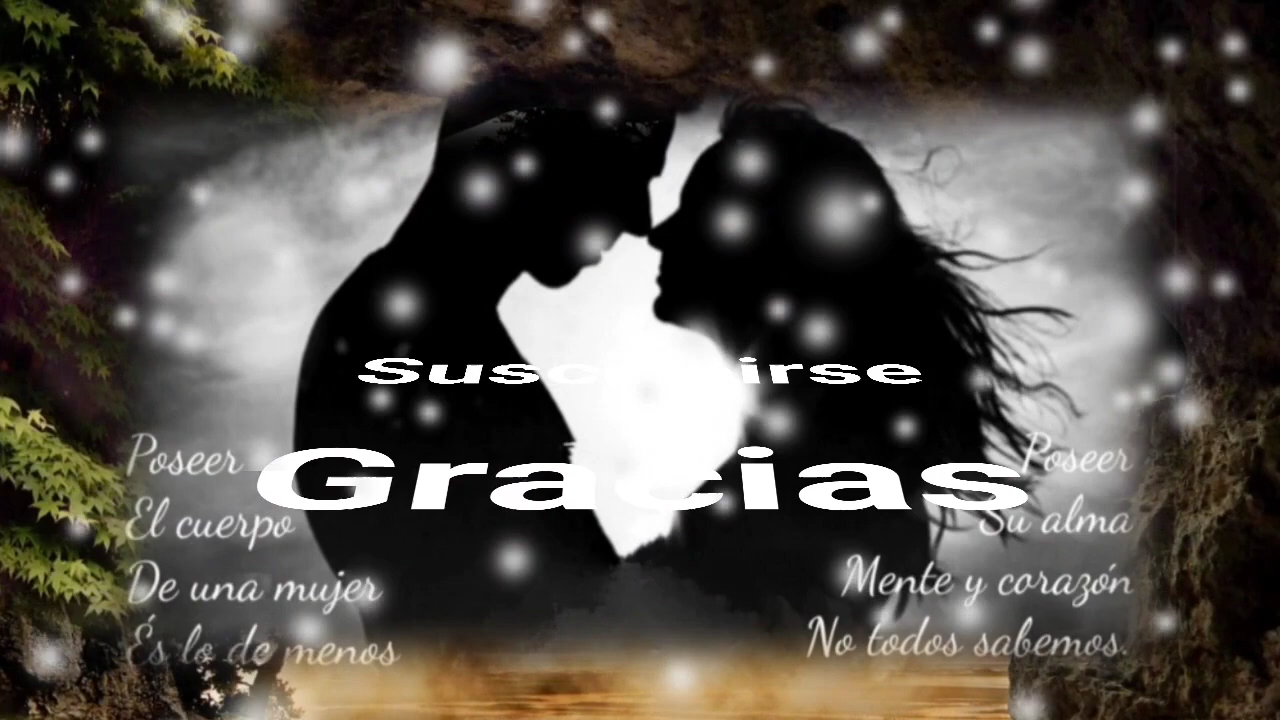 Suscribirse
Gracias
Poseer
El cuerpo
De una mujer
És lo de menos
Poseer
Su alma
Mente y corazón
No todos sabemos.